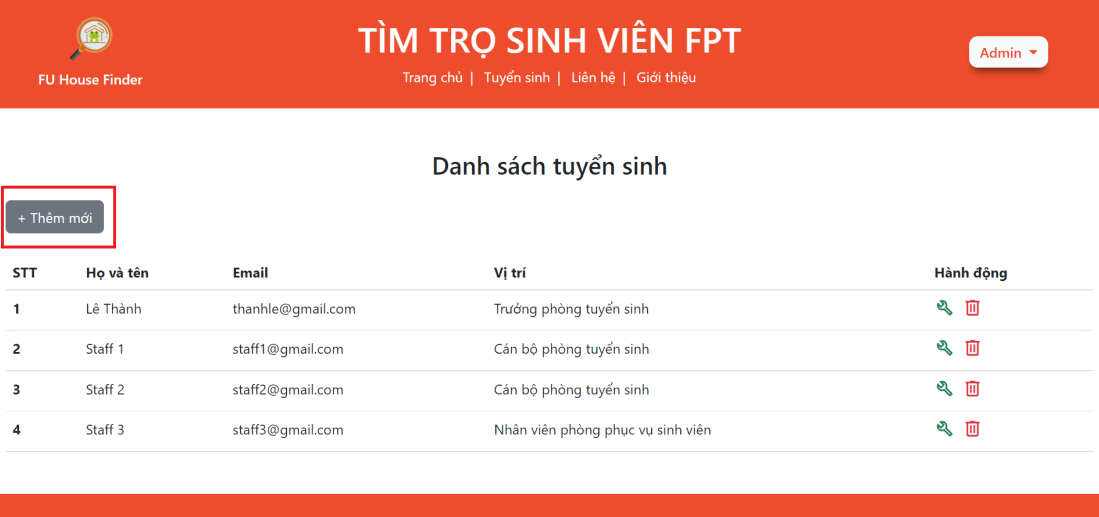 TÌM TRỌ SINH VIÊN FPT
FU House Finder
Trang chủ | Tuyển sinh | Liên hệ | Giới thiệu
Admin
Danh sách tuyển sinh
+ Thêm mới
STT Họ và tên Email Vị trí Hành động
1 Lê Thành thanhle@gmail.com Trưởng phòng tuyển sinh
2 Staff 1 staff1@gmail.com Cán bộ phòng tuyển sinh
3 Staff 2 staff2@gmail.com Cán bộ phòng tuyển sinh
4 Staff 3 staff3@gmail.com Nhân viên phòng phục vụ sinh viên